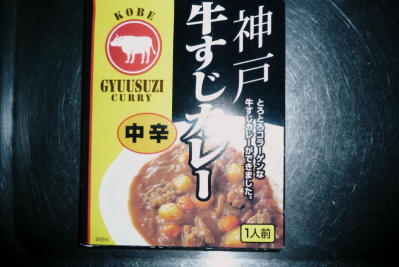 KOBE
GYUUSUZI
CURRY
神戸
牛すじカレー
中辛
とろとろコラーゲンな
牛すじカレーができました。
1人前